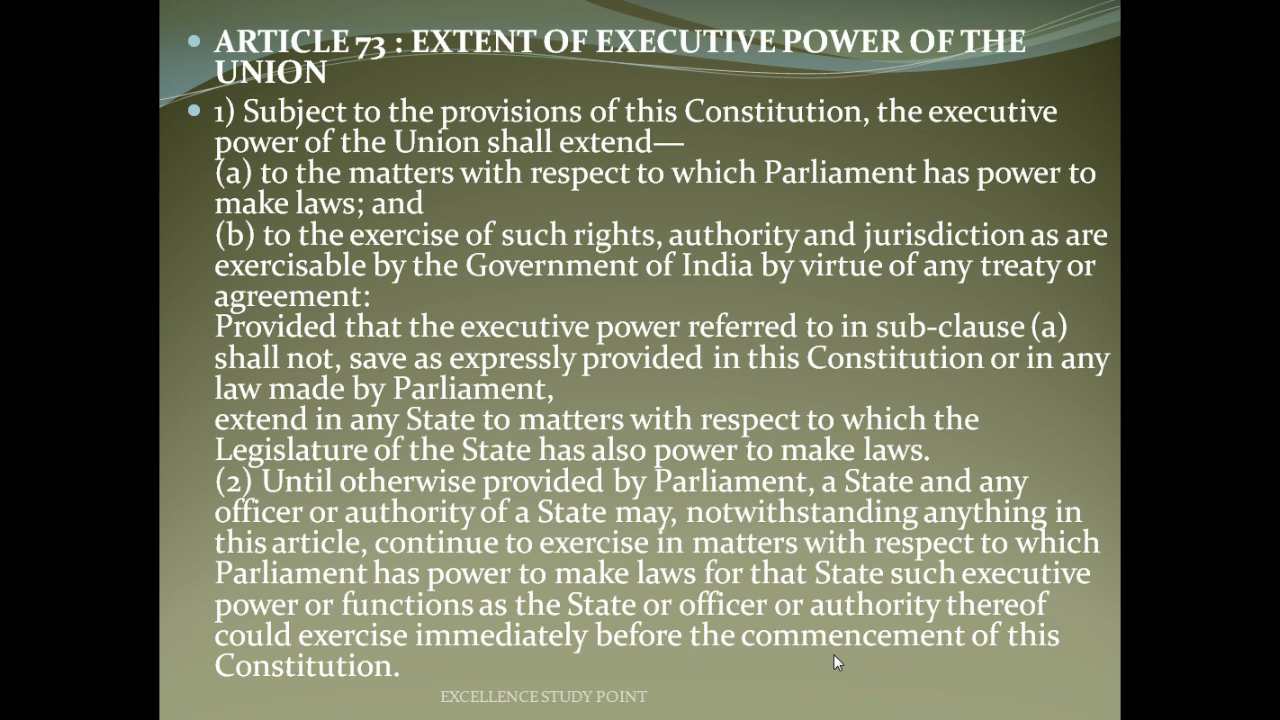 ARTICLE 73 : EXTENT OF EXECUTIVE POWER OF THE
UNION
1) Subject to the provisions of this Constitution, the executive
power of the Union shall extend—
(a) to the matters with respect to which Parliament has power to
make laws; and
(b) to the exercise of such rights, authority and jurisdiction as are
exercisable by the Government of India by virtue of any treaty or
agreement:
Provided that the executive power referred to in sub-clause (a)
shall not, save as expressly provided in this Constitution or in any
law made by Parliament,
extend in any State to matters with respect to which the
Legislature of the State has also power to make laws.
(2) Until otherwise provided by Parliament, a State and any
officer or authority of a State may, notwithstanding anything in
this article, continue to exercise in matters with respect to which
Parliament has power to make laws for that State such executive
power or functions as the State or officer or authority thereof
could exercise immediately before the commencement of this
Constitution.
EXCELLENCE STUDY POINT